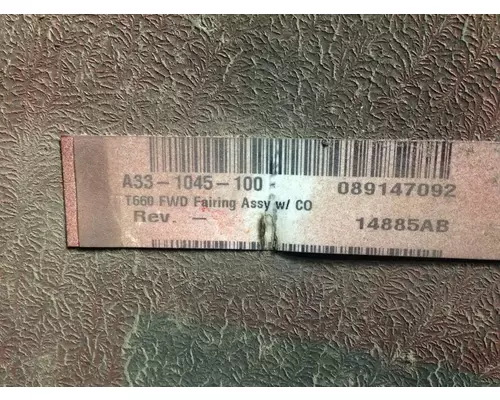 A33-1045-100
089147092
T660 FWD Fairing Assy w/ CO
Rev. -
14885AB